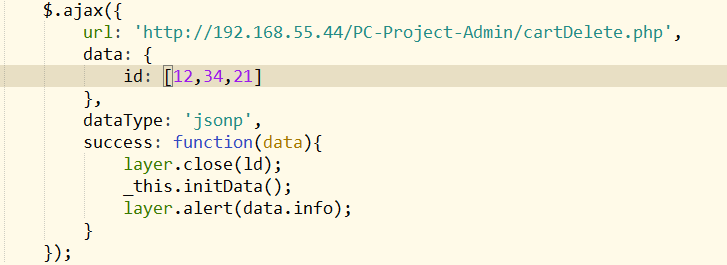 $.ajax({
    url: 'http://192.168.55.44/PC-Project-Admin/cartDelete.php',
    data: {
        id: [12,34,21]
    },
    dataType: 'jsonp',
    success: function(data){
        layer.close(ld);
        _this.initData();
        layer.alert(data.info);
    }
});